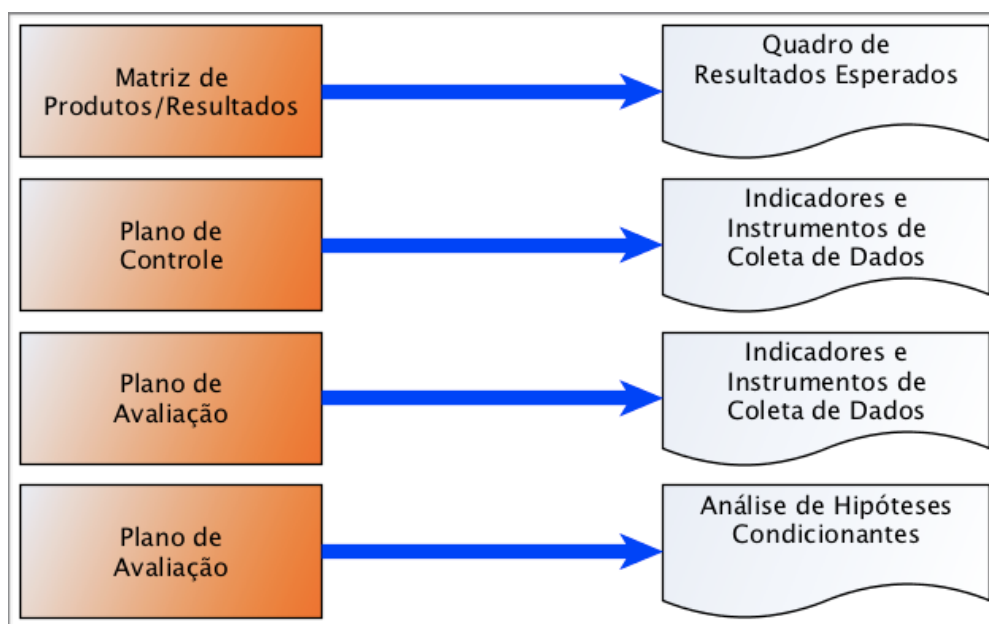 Matriz de
Produtos/Resultados
Quadro de
Resultados Esperados
Plano de
Controle
Indicadores e
Instrumentos de
Coleta de Dados
Plano de
Avaliação
Indicadores e
Instrumentos de
Coleta de Dados
Plano de
Avaliação
Análise de Hipóteses
Condicionantes